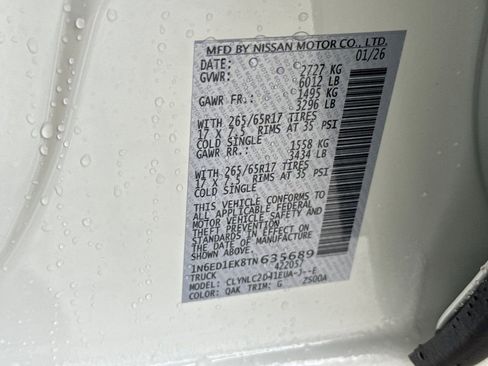 MFD BY NISSAN MOTOR CO., LTD.
DATE: 01/26
GVWR: 2727 KG
6012 LB
GAWR FR.: 1495 KG
3296 LB
WITH 265/65R17 TIRES
17 X 7.5 RIMS AT 35 PSI
COLD SINGLE
GAWR RR.: 1558 KG
3434 LB
WITH 265/65R17 TIRES
17 X 7.5 RIMS AT 35 PSI
COLD SINGLE
THIS VEHICLE CONFORMS TO
ALL APPLICABLE FEDERAL
MOTOR VEHICLE SAFETY AND
STANDARDS IN EFFECT ON
THE DATE OF MANUFACTURE
1N6ED1EK8TN635689
TRUCK 422057
MODEL: CLYNLC2D41EUA-J--E
COLOR: QAK TRIM: G ZS00A